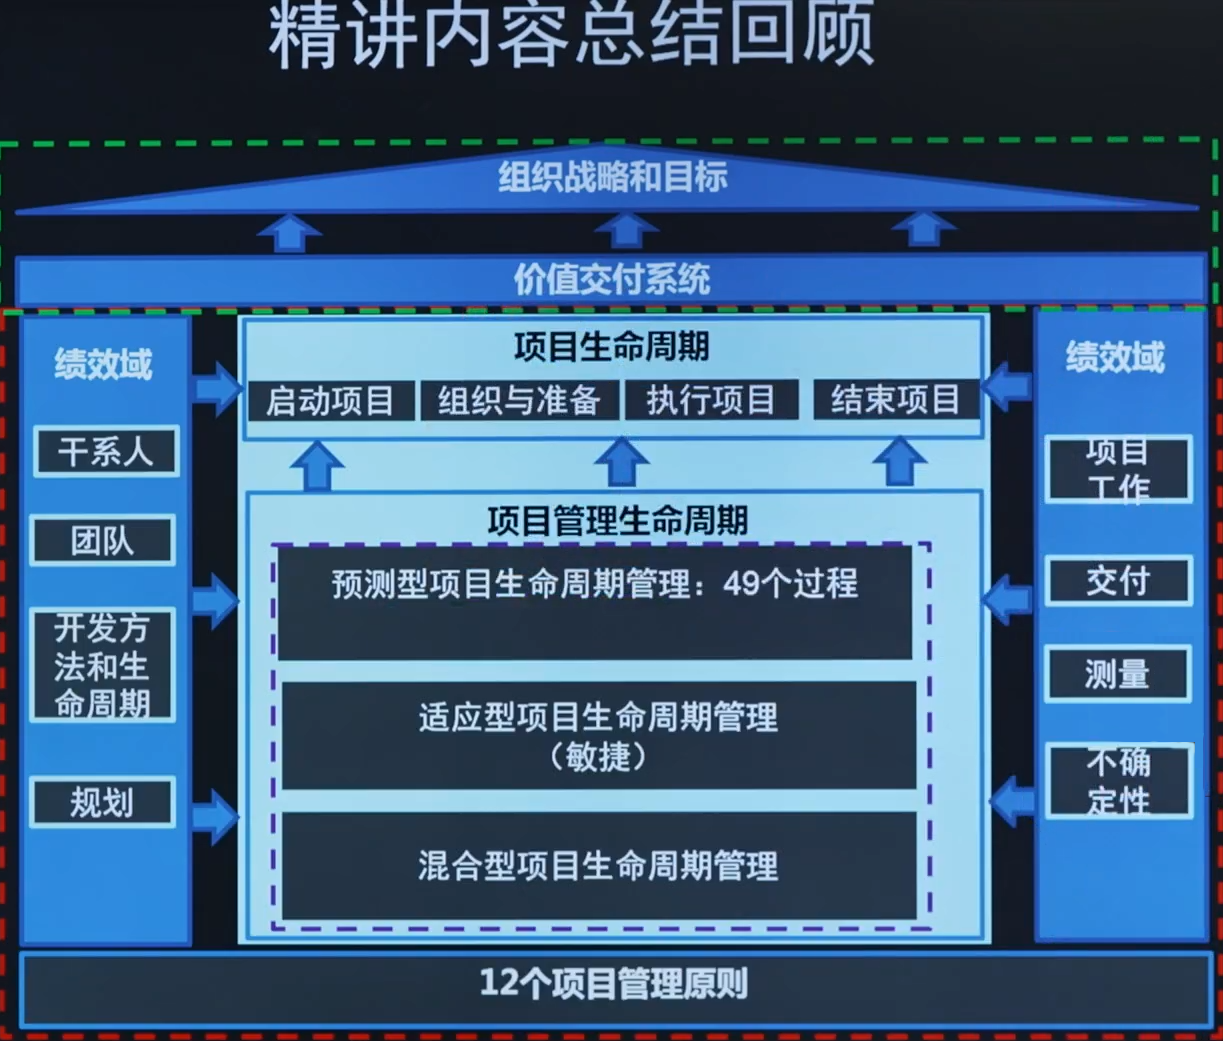 精讲内容总结回顾
组织战略和目标
价值交付系统
绩效域
干系人
团队
开发方
法和生
命周期
规划
项目生命周期
启动项目
组织与准备
执行项目
结束项目
项目管理生命周期
预测型项目生命周期管理：49个过程
适应型项目生命周期管理
（敏捷）
混合型项目生命周期管理
绩效域
项目
工作
交付
测量
不确
定性
12个项目管理原则